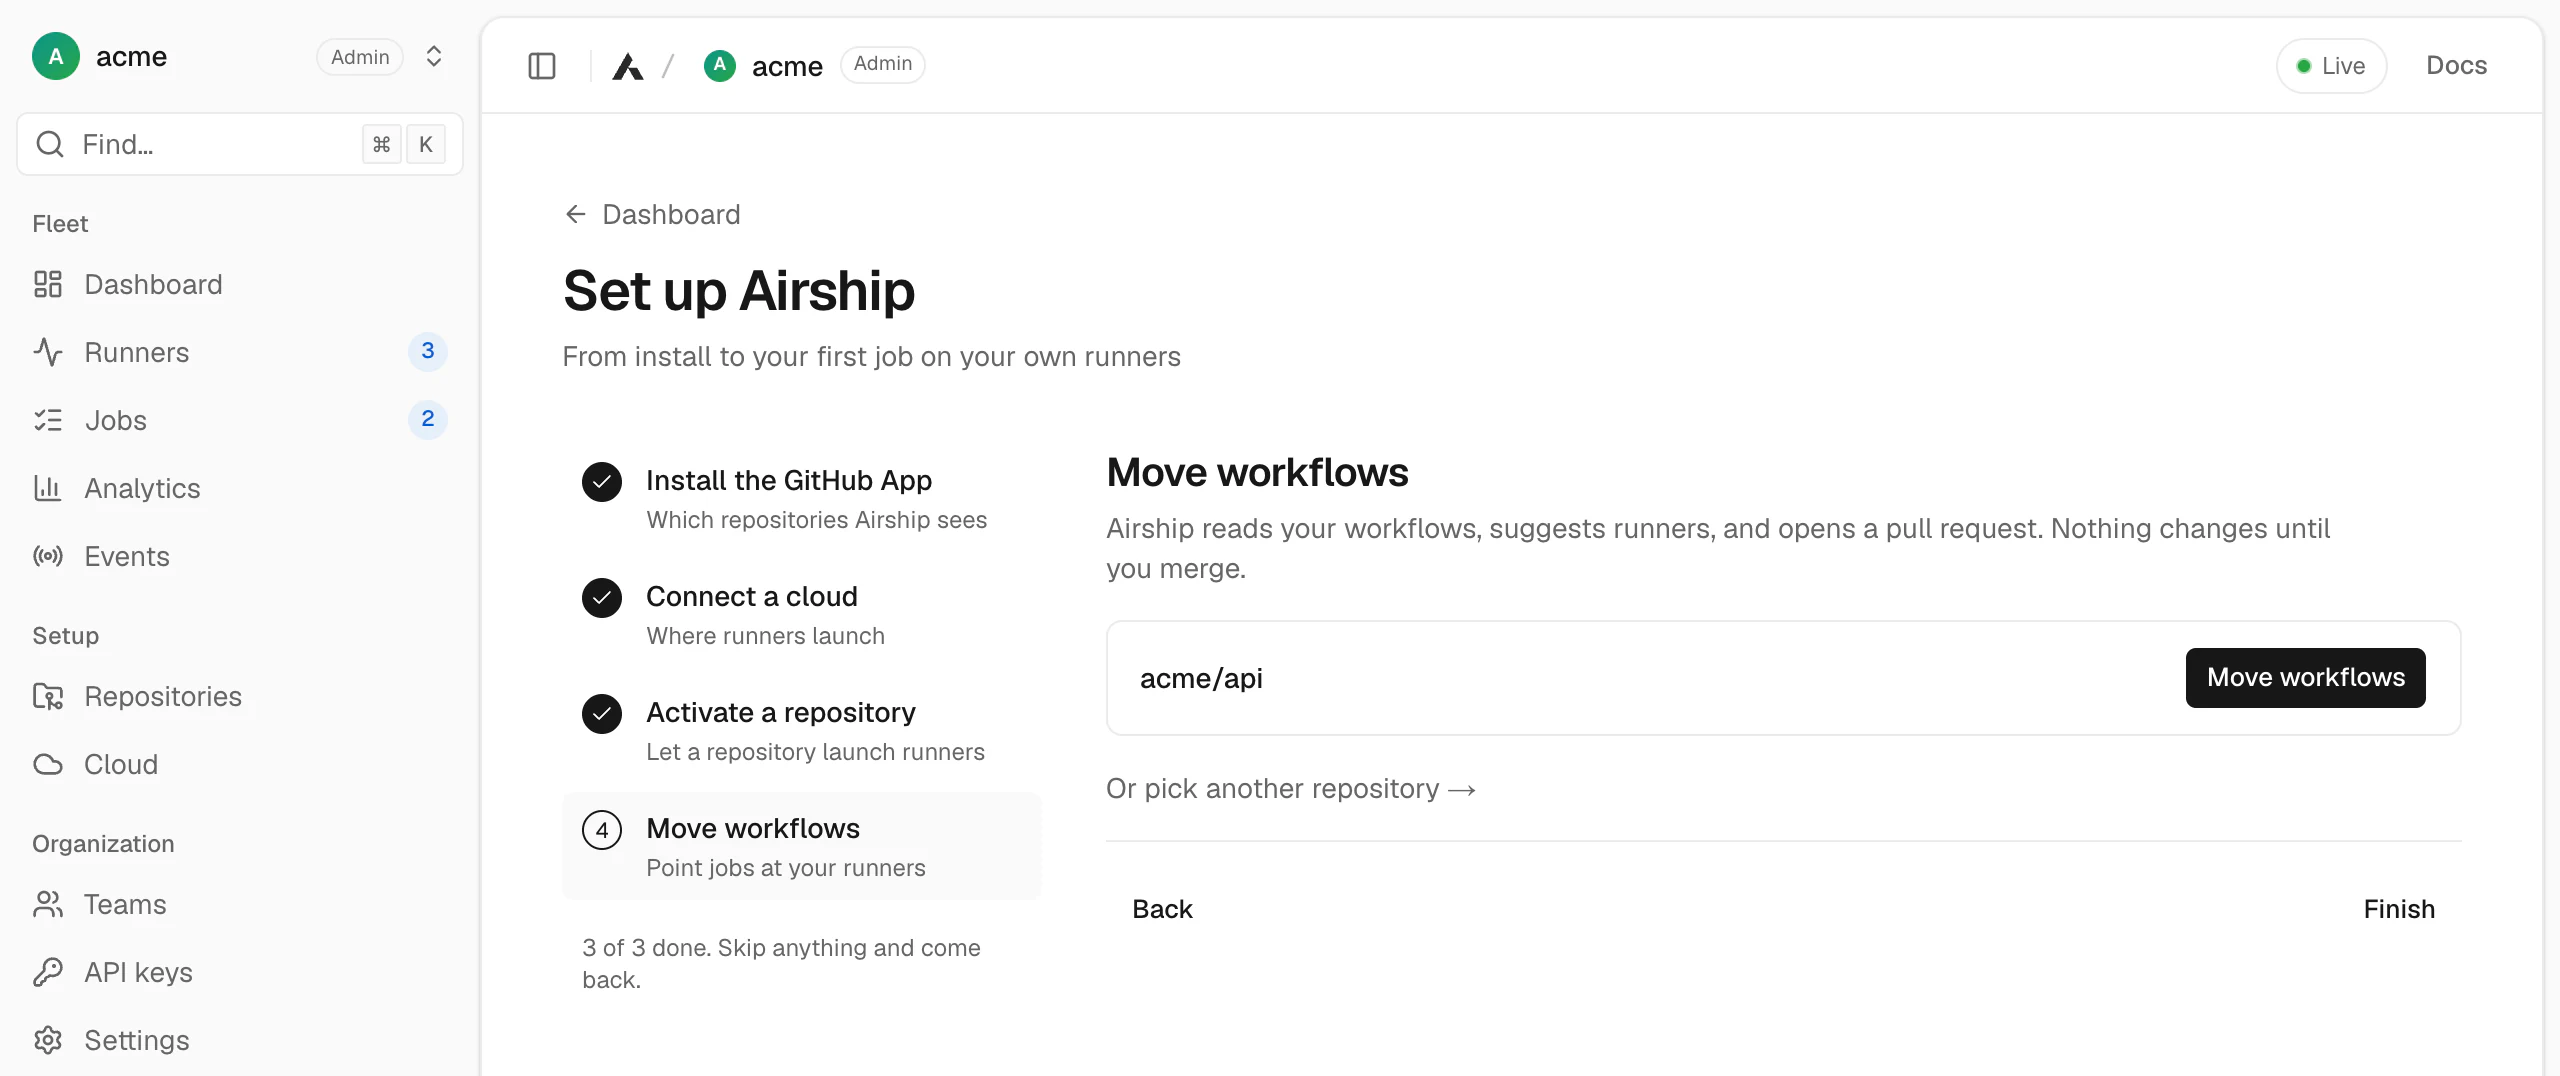 A acme Admin
Find... ⌘ K
Fleet
Dashboard
Runners 3
Jobs 2
Analytics
Events
Setup
Repositories
Cloud
Organization
Teams
API keys
Settings
/ A acme Admin
Live Docs
← Dashboard
Set up Airship
From install to your first job on your own runners
Install the GitHub App
Which repositories Airship sees
Connect a cloud
Where runners launch
Activate a repository
Let a repository launch runners
4 Move workflows
Point jobs at your runners
3 of 3 done. Skip anything and come
back.
Move workflows
Airship reads your workflows, suggests runners, and opens a pull request. Nothing changes until
you merge.
acme/api Move workflows
Or pick another repository →
Back Finish